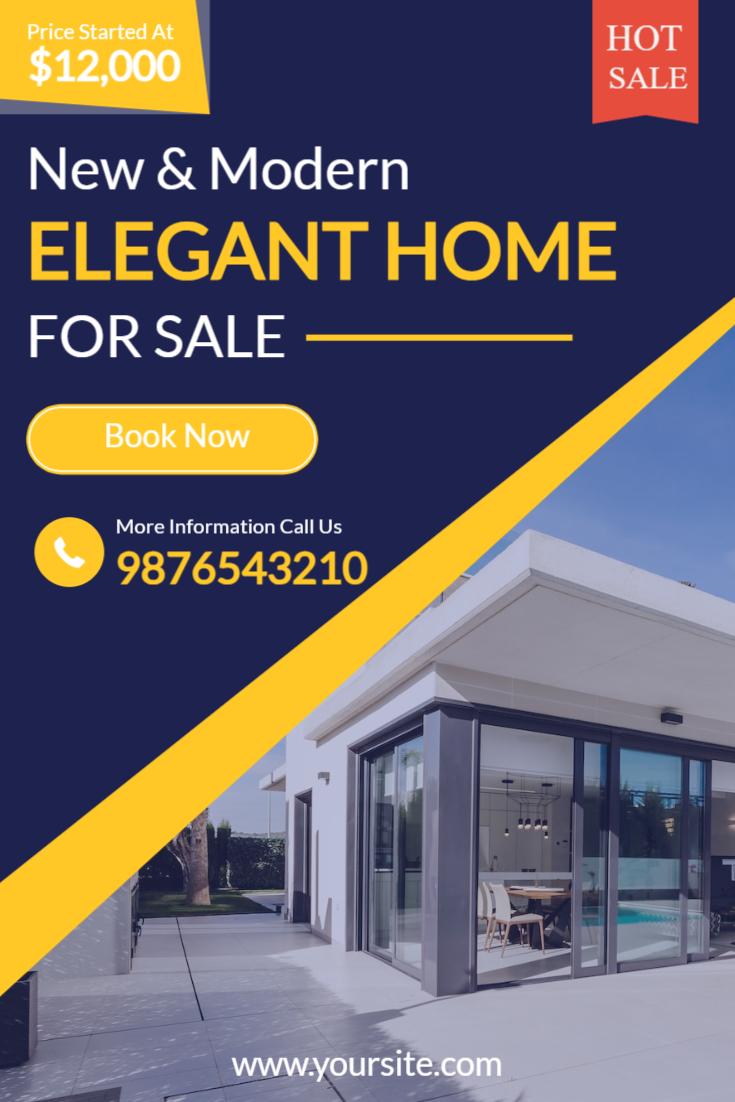 Price Started At
$12,000
HOT
SALE
New & Modern
ELEGANT HOME
FOR SALE
Book Now
More Information Call Us
9876543210
www.yoursite.com